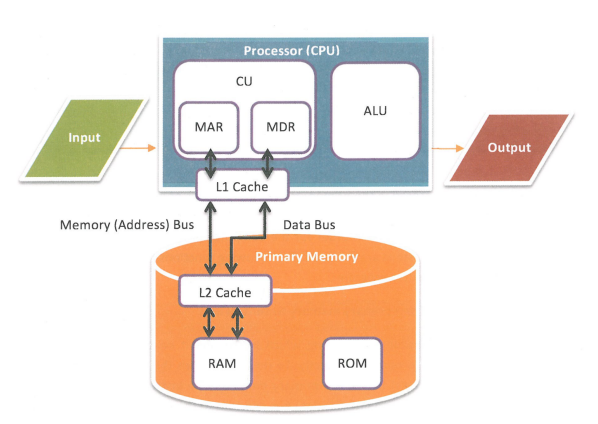 Processor (CPU)
CU
ALU
MAR
MDR
Input
Output
L1 Cache
Memory (Address) Bus
Data Bus
Primary Memory
L2 Cache
RAM
ROM